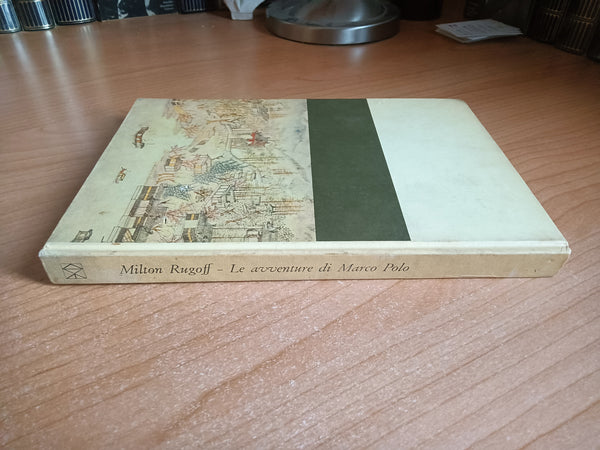 Milton Rugoff – Le avventure di Marco Polo